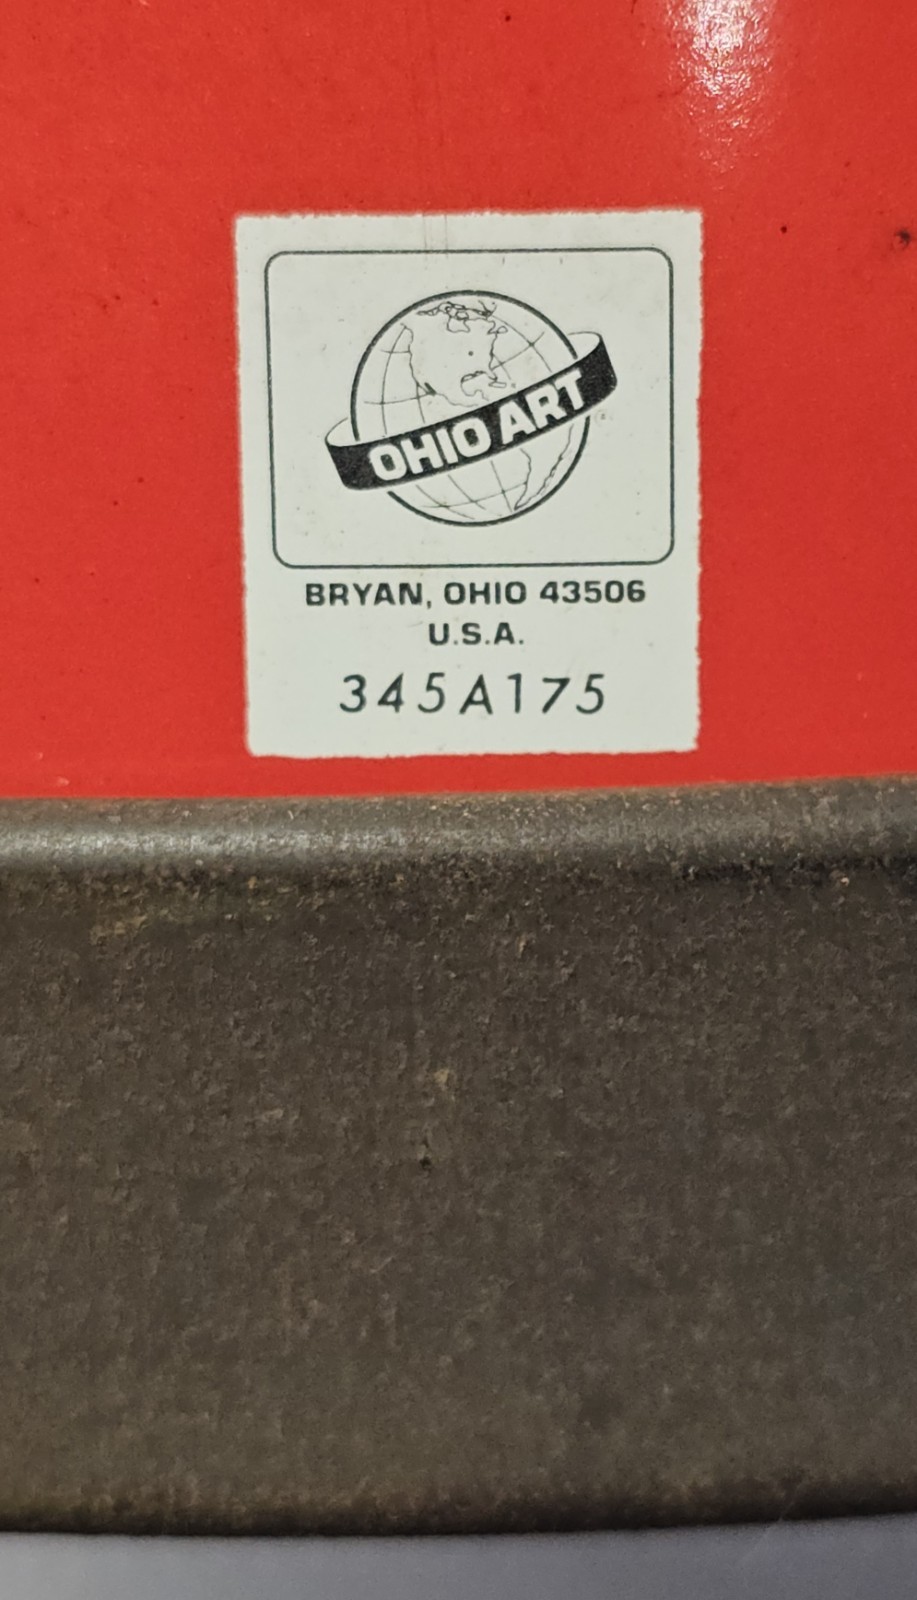 OHIO ART
BRYAN, OHIO 43506
U.S.A.
345A175